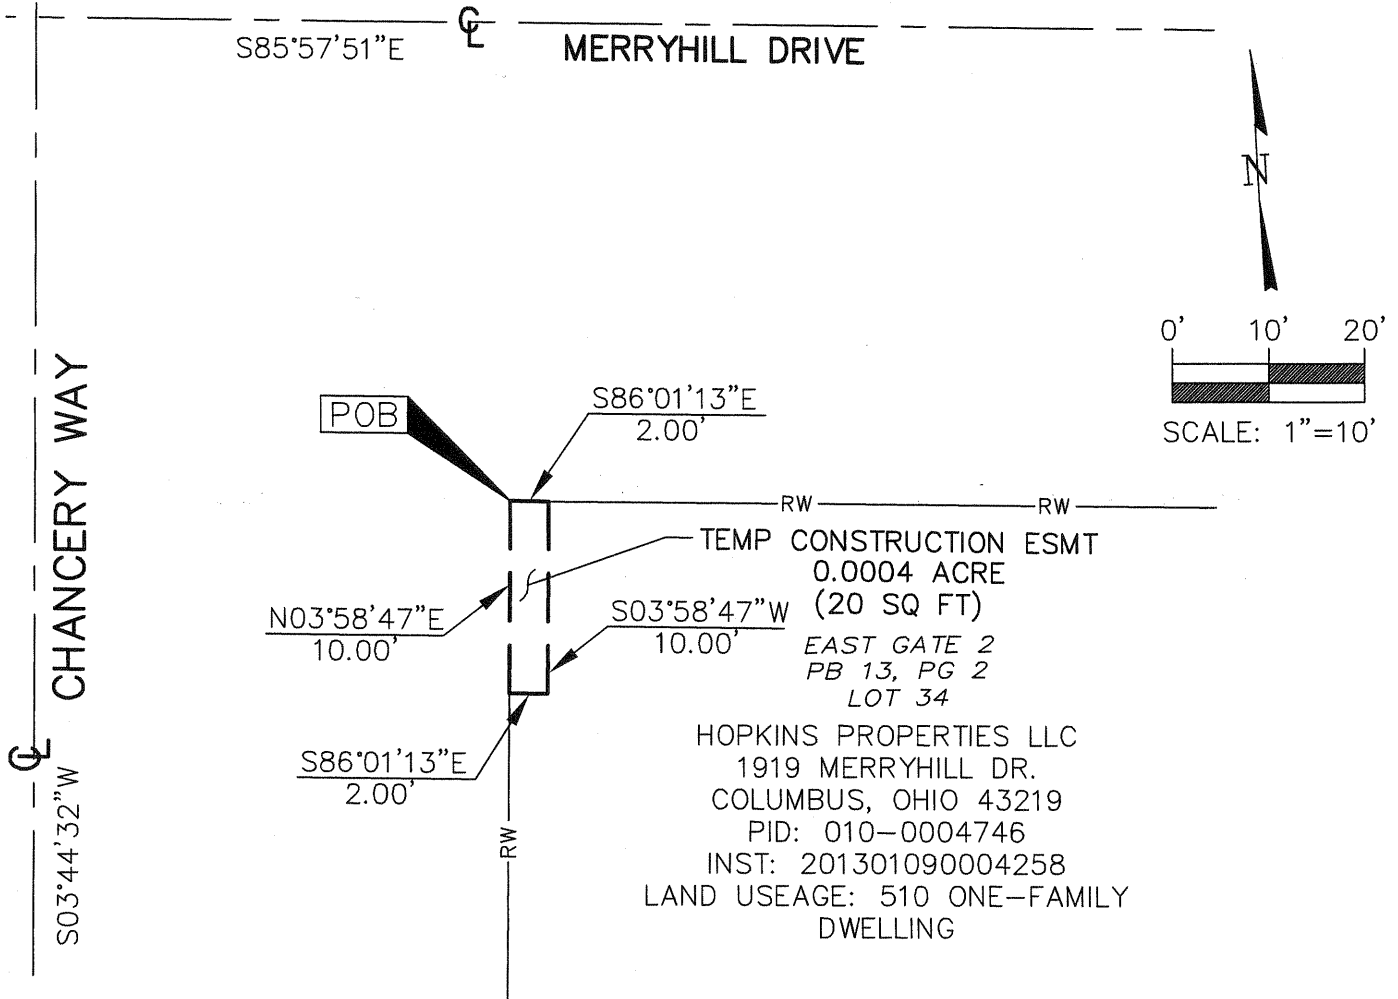 ℄
S85°57'51"E
MERRYHILL DRIVE
N
0' 10' 20'
SCALE: 1"=10'
CHANCERY WAY
℄
S03°44'32"W
POB
S86°01'13"E
2.00'
RW
RW
TEMP CONSTRUCTION ESMT
0.0004 ACRE
(20 SQ FT)
N03°58'47"E
10.00'
S03°58'47"W
10.00'
EAST GATE 2
PB 13, PG 2
LOT 34
S86°01'13"E
2.00'
RW
HOPKINS PROPERTIES LLC
1919 MERRYHILL DR.
COLUMBUS, OHIO 43219
PID: 010-0004746
INST: 201301090004258
LAND USEAGE: 510 ONE-FAMILY
DWELLING